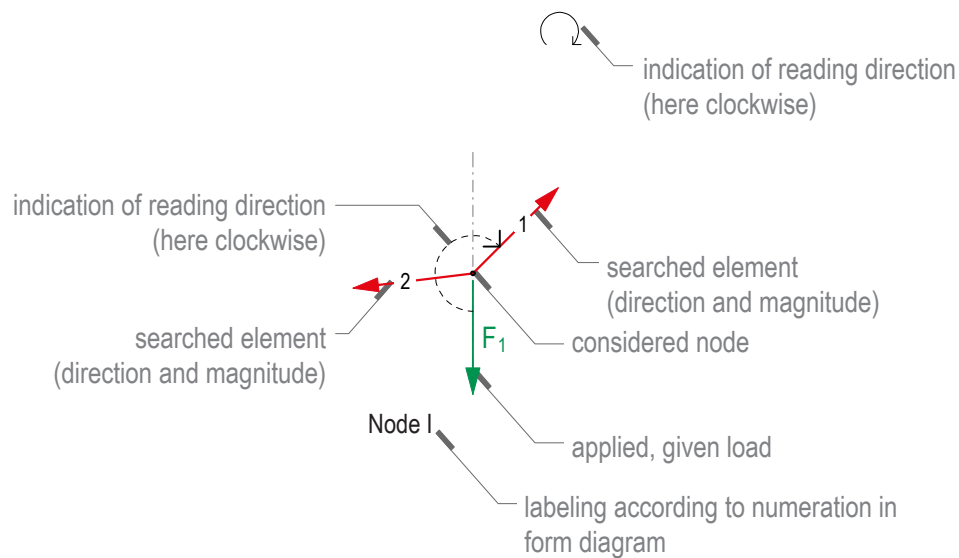 indication of reading direction
(here clockwise)
indication of reading direction
(here clockwise)
1
searched element
(direction and magnitude)
2
searched element
(direction and magnitude)
F₁
considered node
Node I
applied, given load
labeling according to numeration in
form diagram